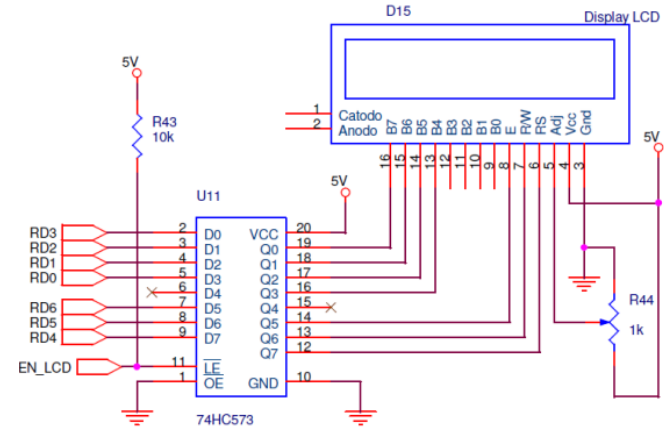 D15
Display LCD
1 Catodo
2 Anodo
B7 B6 B5 B4 B3 B2 B1 B0 E R/W RS Adj Vcc Gnd
16 15 14 13 12 11 10 9 8 7 6 5 4 3
5V
R43
10k
5V
5V
U11
RD3 2 D0 VCC 20
RD2 3 D1 Q0 19
RD1 4 D2 Q1 18
RD0 5 D3 Q2 17
6 D4 Q3 16
RD6 7 D5 Q4 15
RD5 8 D6 Q5 14
RD4 9 D7 Q6 13
Q7 12
EN_LCD 11 LE
1 OE GND 10
74HC573
R44
1k